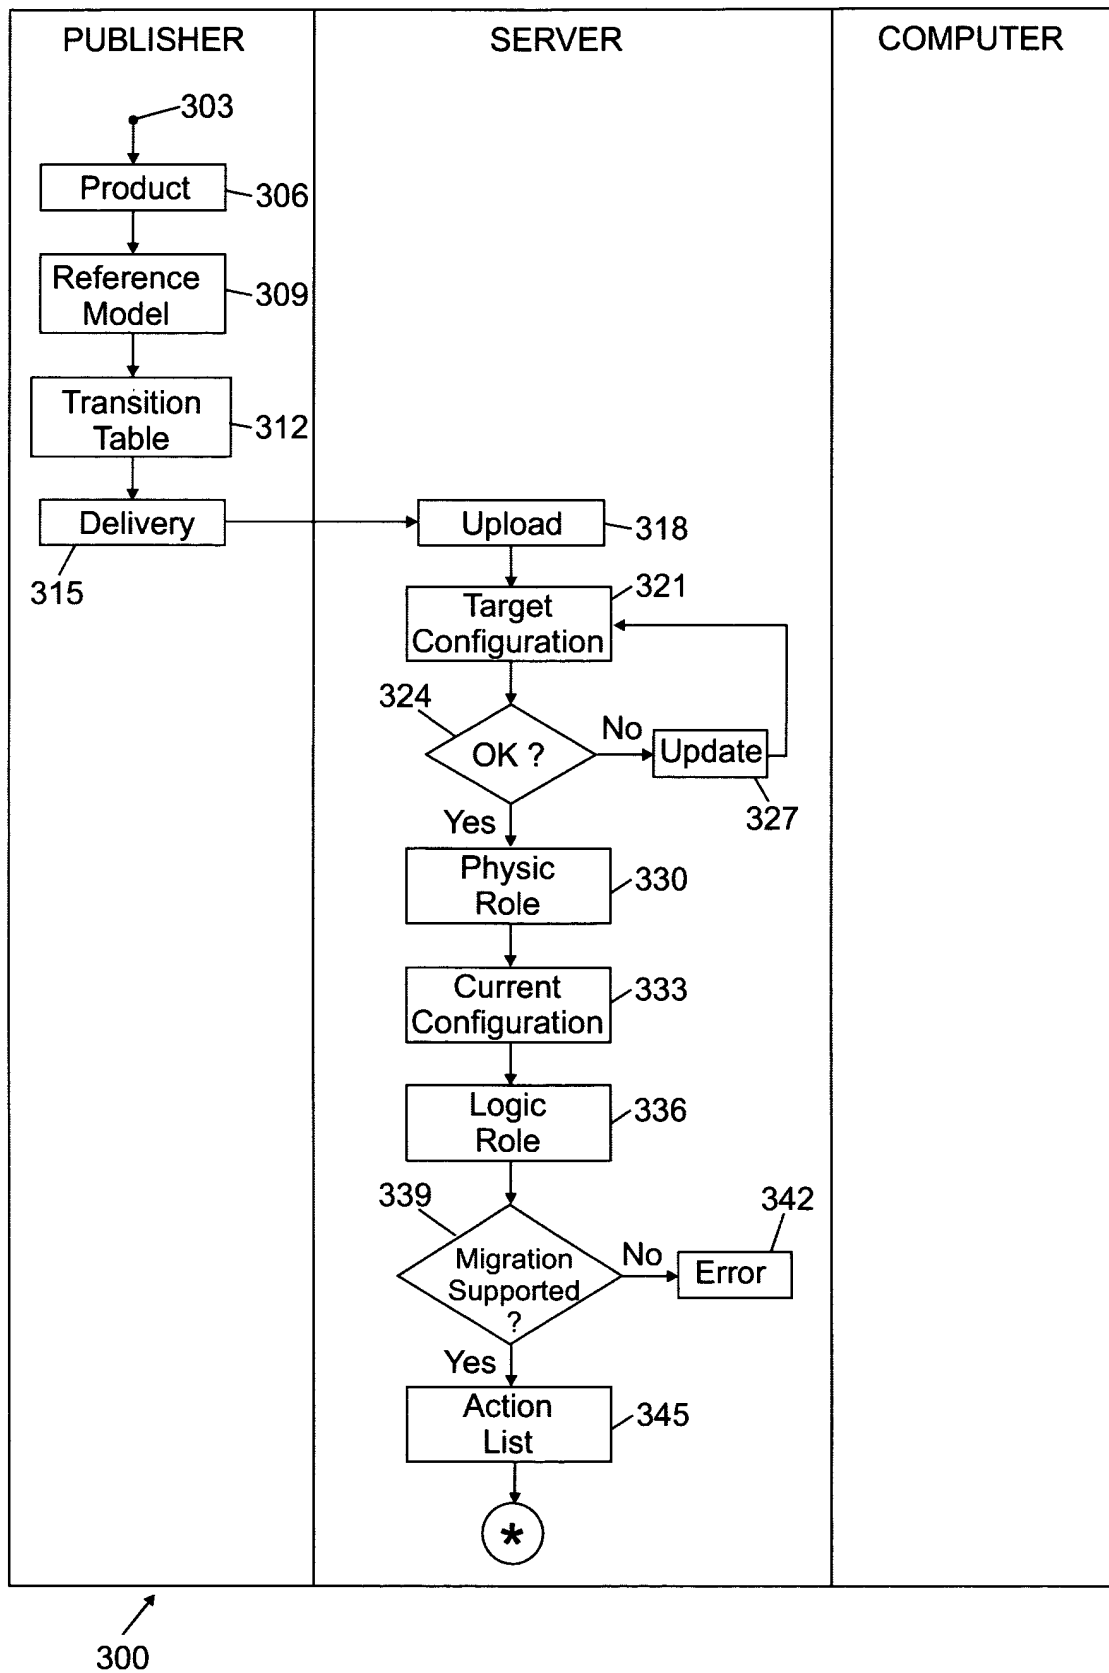 PUBLISHER
SERVER
COMPUTER
303
Product
306
Reference
Model
309
Transition
Table
312
Delivery
315
Upload
318
321
Target
Configuration
324
OK ?
No
Update
327
Yes
Physic
Role
330
Current
Configuration
333
Logic
Role
336
339
Migration
Supported
?
No
342
Error
Yes
Action
List
345
*
300